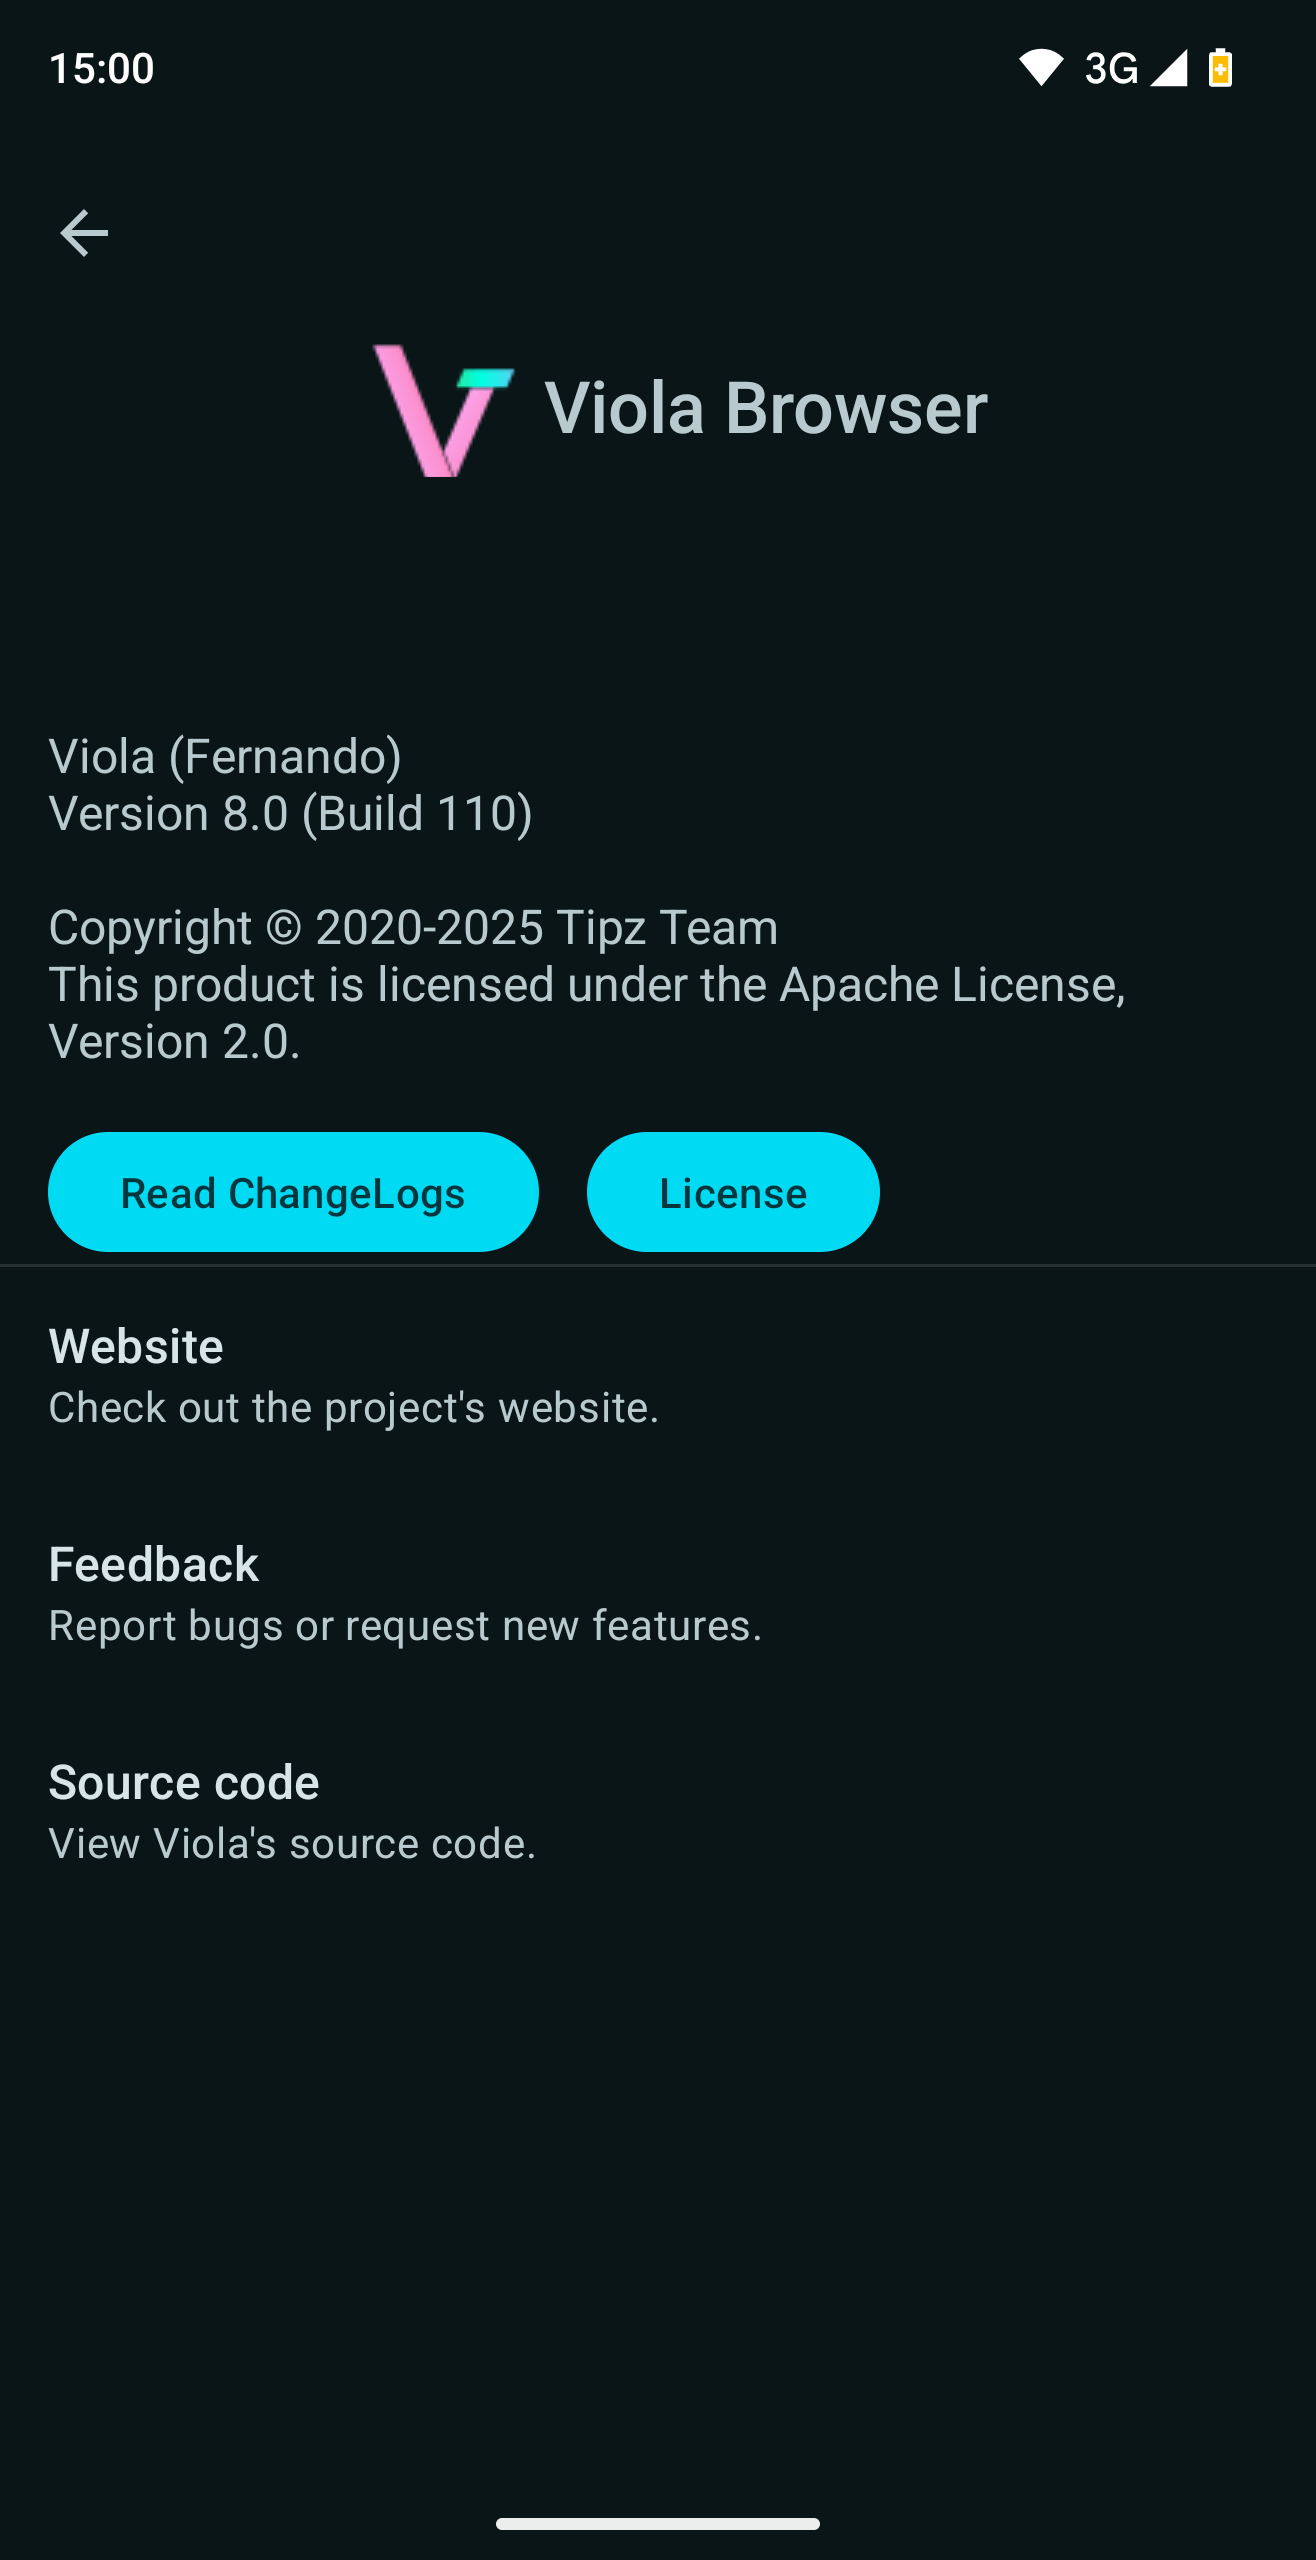 15:00
3G
Viola Browser
Viola (Fernando)
Version 8.0 (Build 110)
Copyright © 2020-2025 Tipz Team
This product is licensed under the Apache License,
Version 2.0.
Read ChangeLogs
License
Website
Check out the project's website.
Feedback
Report bugs or request new features.
Source code
View Viola's source code.